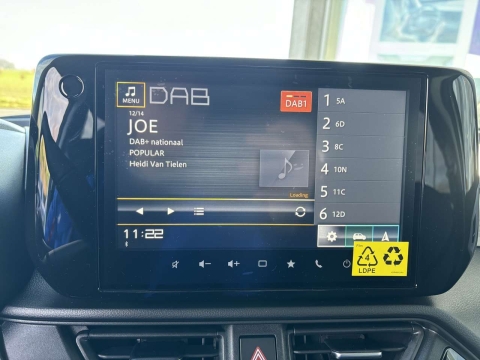 MENU
DAB
DAB1
12/14
JOE
DAB+ nationaal
POPULAR
Heidi Van Tielen
Loading
11:22
1 5A
2 6D
3 8C
4 10N
5 11C
6 12D
4
LDPE